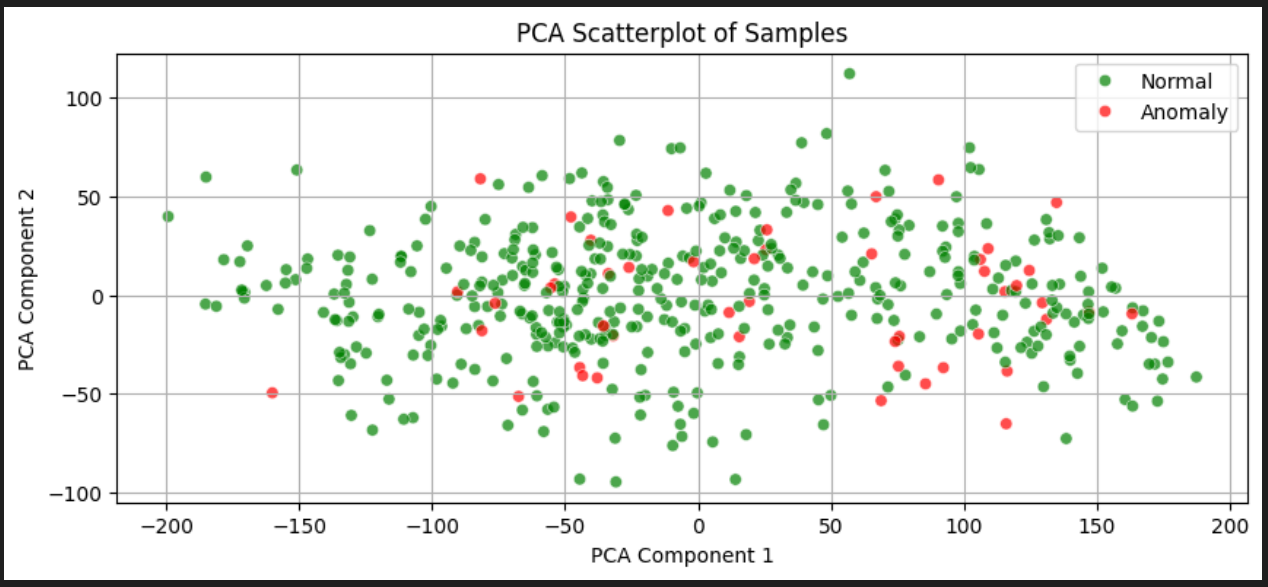 PCA Scatterplot of Samples
Normal
Anomaly
PCA Component 2
100
50
0
−50
−100
−200
−150
−100
−50
0
50
100
150
200
PCA Component 1